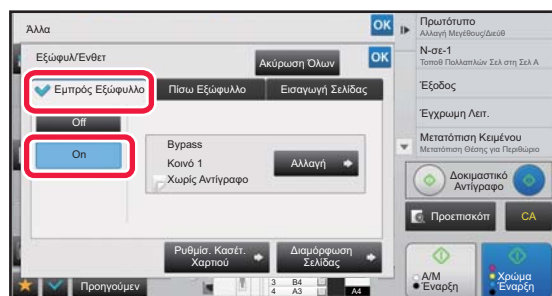 Άλλα
OK
Εξώφυλ/Ένθετ
Ακύρωση Όλων
OK
Εμπρός Εξώφυλλο
Πίσω Εξώφυλλο
Εισαγωγή Σελίδας
Off
On
Bypass
Κοινό 1
Χωρίς Αντίγραφο
Αλλαγή
Ρυθμίσ. Κασέτ.
Χαρτιού
Διαμόρφωση
Σελίδας
Προηγούμεν
3 B4
4 A3
A4
Πρωτότυπο
Αλλαγή Μεγέθους/Διεύθ
N-σε-1
Τοποθ Πολλαπλών Σελ στη Σελ Α
Έξοδος
Έγχρωμη Λειτ.
Μετατόπιση Κειμένου
Μετατόπιση Θέσης για Περιθώριο
Δοκιμαστικό
Αντίγραφο
Προεπισκόπ
CA
Α/Μ
Έναρξη
Χρώμα
Έναρξη